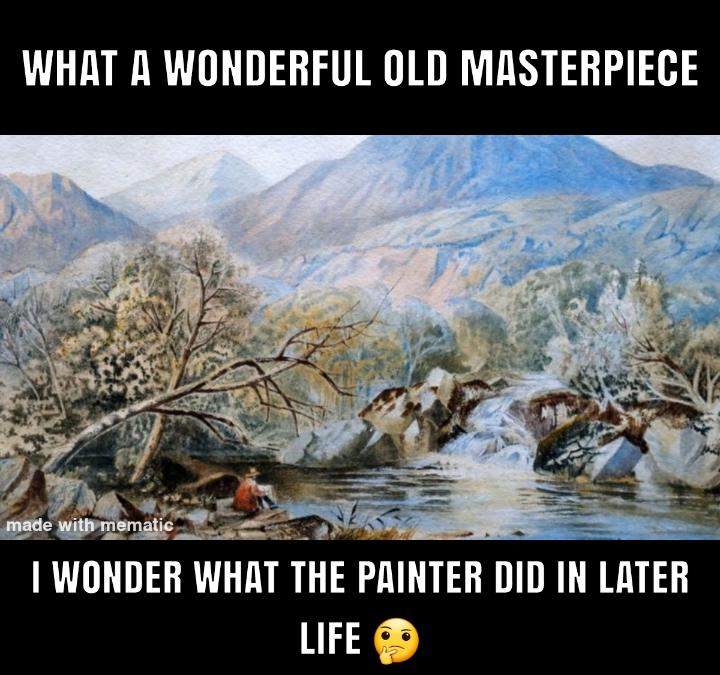 WHAT A WONDERFUL OLD MASTERPIECE
made with mematic
I WONDER WHAT THE PAINTER DID IN LATER
LIFE 🤔